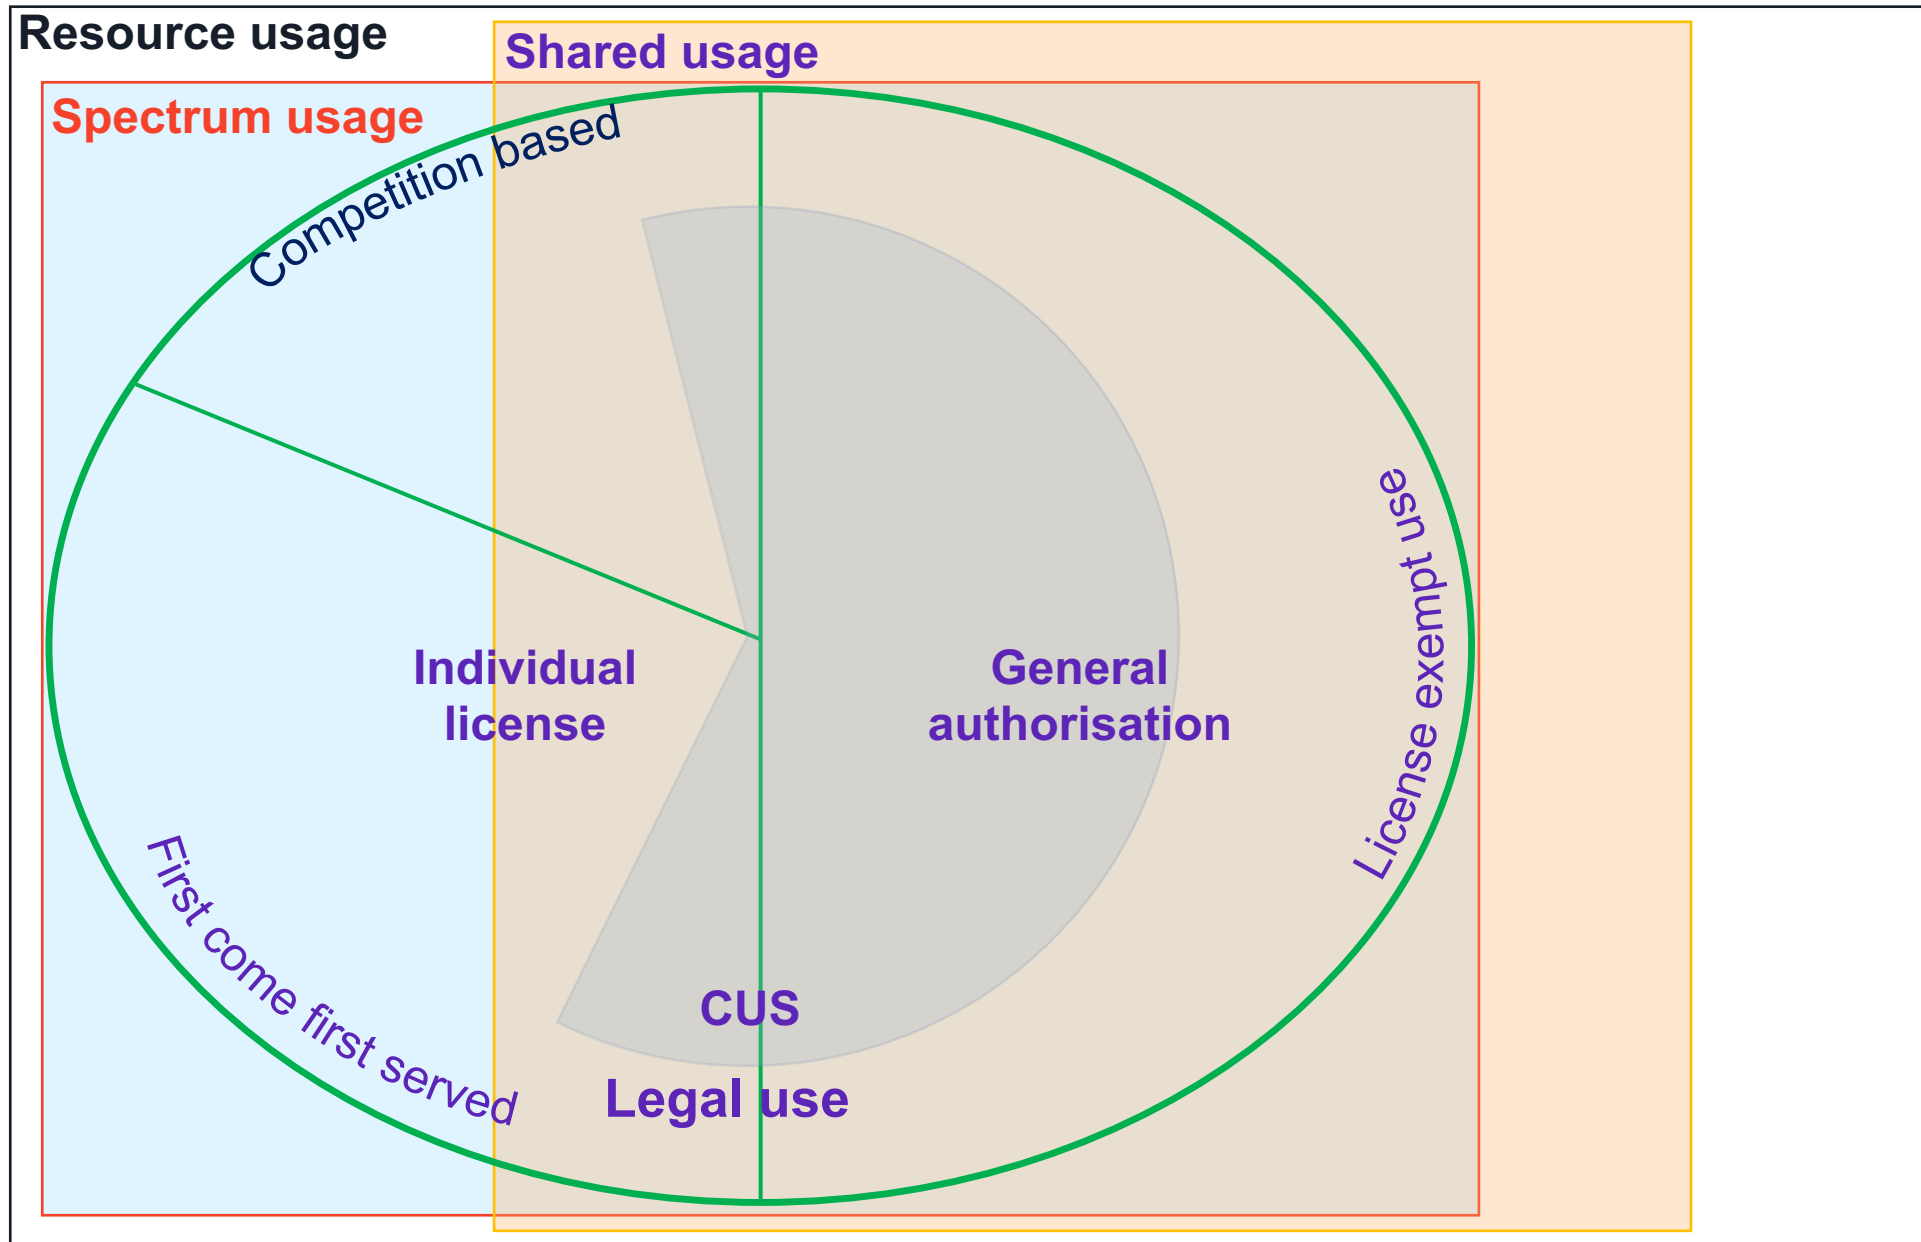 Resource usage
Shared usage
Spectrum usage
Competition based
Individual
license
General
authorisation
License exempt use
First come first served
CUS
Legal use